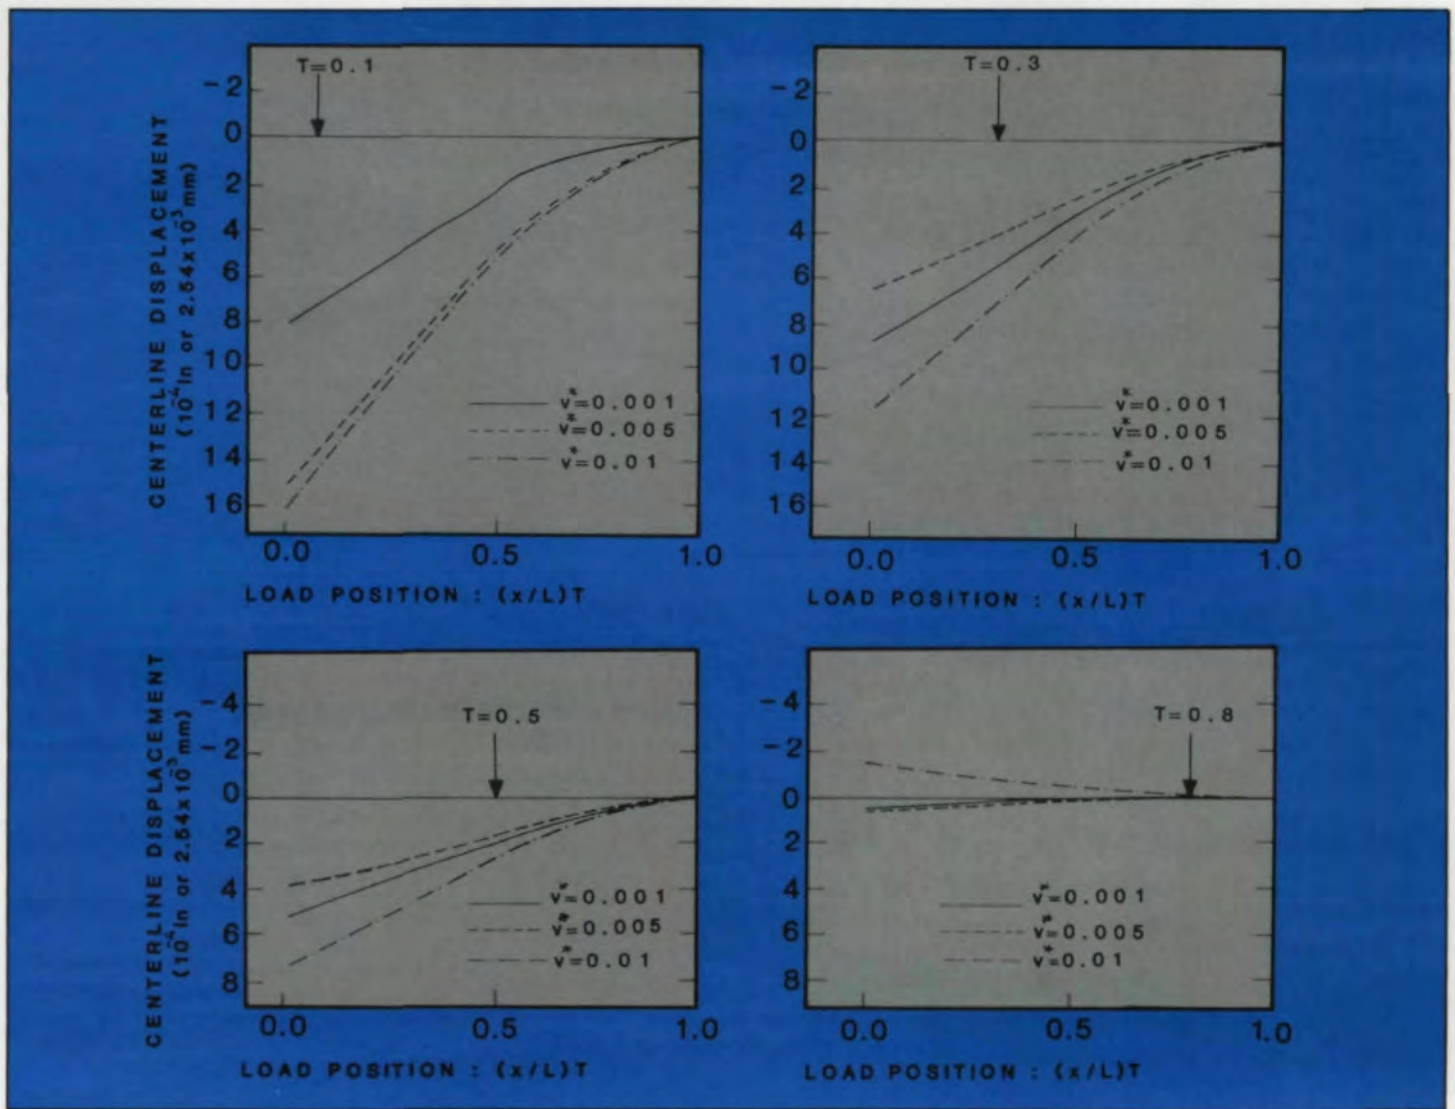 T=0.1
-2
0
2
4
6
8
10
12
14
16
CENTERLINE DISPLACEMENT
(10⁻⁴in or 2.54x10⁻³mm)
v*=0.001
v*=0.005
v*=0.01
0.0 0.5 1.0
LOAD POSITION : (x/L)T
T=0.3
-2
0
2
4
6
8
10
12
14
16
v*=0.001
v*=0.005
v*=0.01
0.0 0.5 1.0
LOAD POSITION : (x/L)T
T=0.5
-4
-2
0
2
4
6
8
CENTERLINE DISPLACEMENT
(10⁻⁴in or 2.54x10⁻³mm)
v*=0.001
v*=0.005
v*=0.01
0.0 0.5 1.0
LOAD POSITION : (x/L)T
T=0.8
-4
-2
0
2
4
6
8
v*=0.001
v*=0.005
v*=0.01
0.0 0.5 1.0
LOAD POSITION : (x/L)T